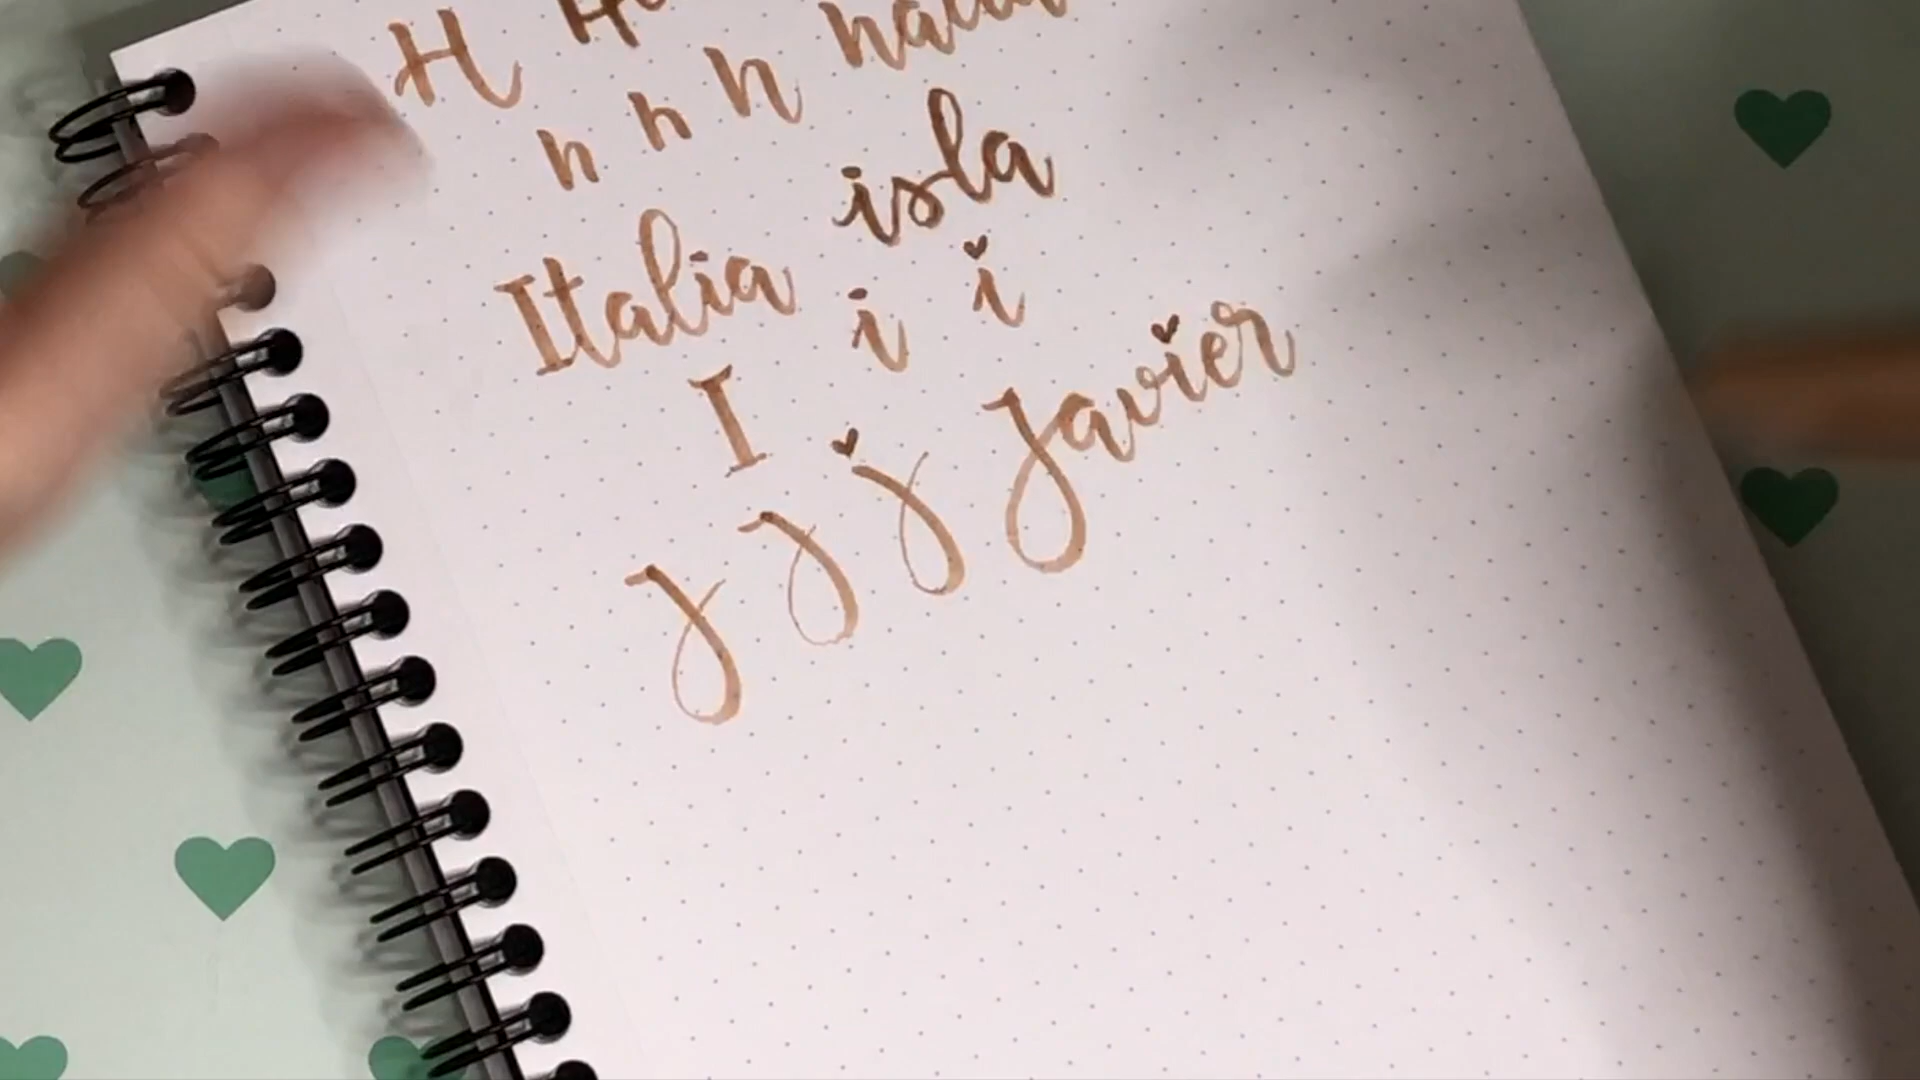 H
h h h
isla
Italia i i
I
J J j Javier